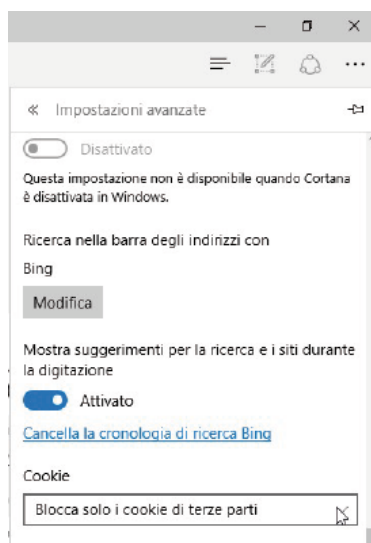 Impostazioni avanzate
Disattivato
Questa impostazione non è disponibile quando Cortana
è disattivata in Windows.
Ricerca nella barra degli indirizzi con
Bing
Modifica
Mostra suggerimenti per la ricerca e i siti durante
la digitazione
Attivato
Cancella la cronologia di ricerca Bing
Cookie
Blocca solo i cookie di terze parti